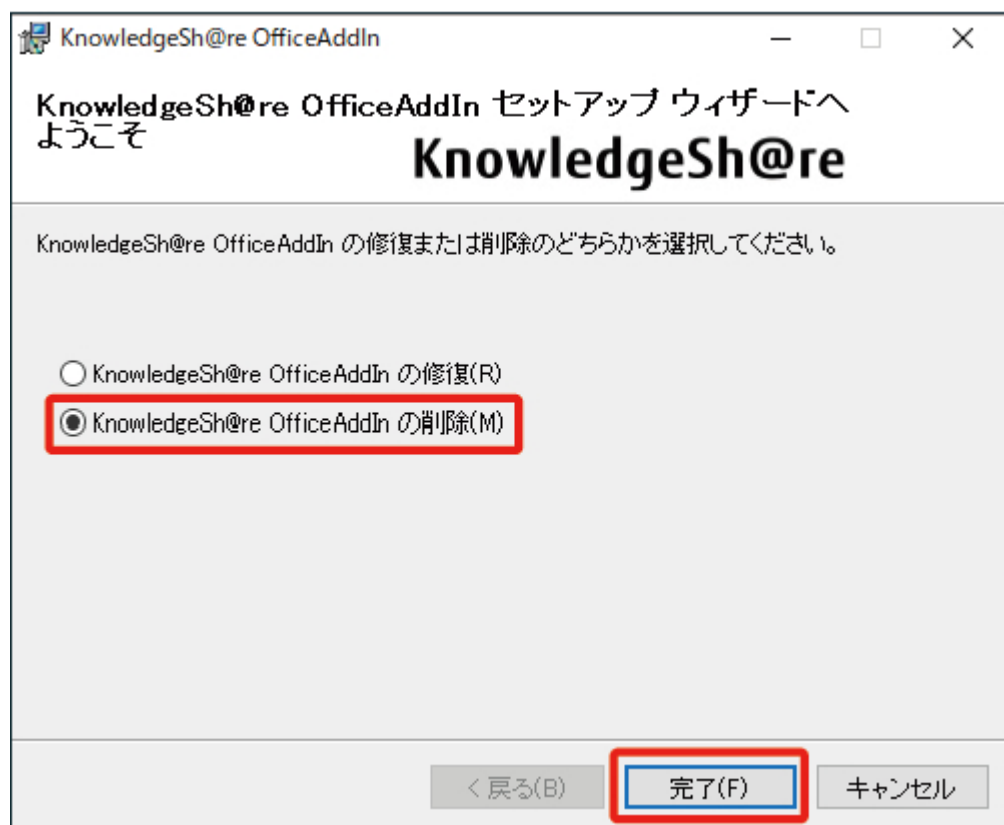 KnowledgeSh@re OfficeAddIn
KnowledgeSh@re OfficeAddIn セットアップ ウィザードへ
ようこそ
KnowledgeSh@re
KnowledgeSh@re OfficeAddIn の修復または削除のどちらかを選択してください。
KnowledgeSh@re OfficeAddIn の修復(R)
KnowledgeSh@re OfficeAddIn の削除(M)
< 戻る(B)
完了(F)
キャンセル